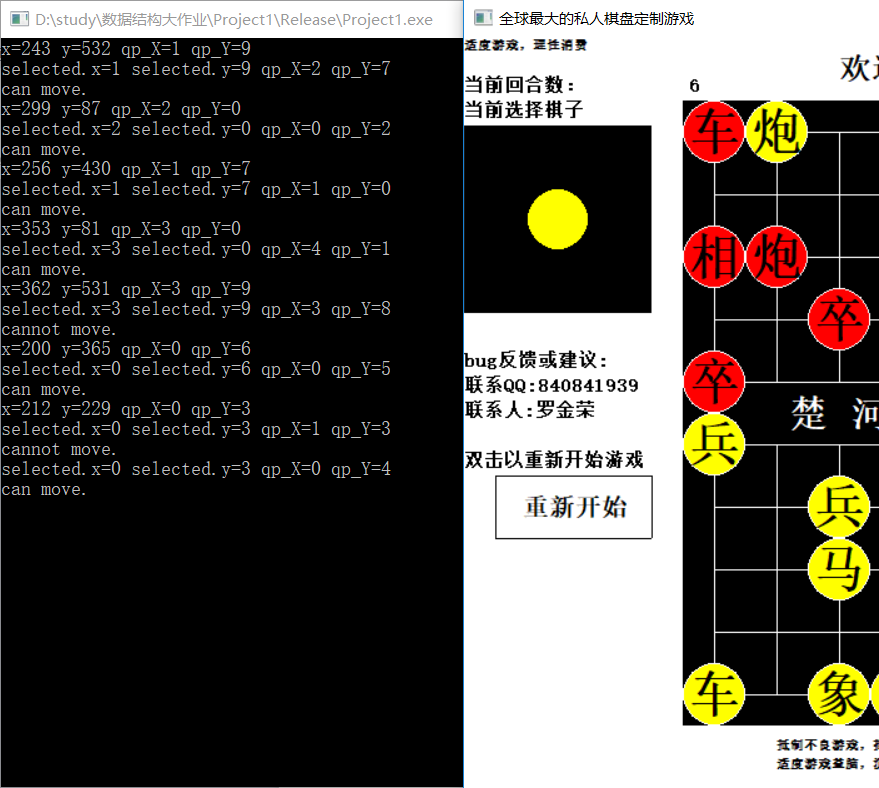 D:\study\数据结构大作业\Project1\Release\Project1.exe
x=243 y=532 qp_X=1 qp_Y=9
selected.x=1 selected.y=9 qp_X=2 qp_Y=7
can move.
x=299 y=87 qp_X=2 qp_Y=0
selected.x=2 selected.y=0 qp_X=0 qp_Y=2
can move.
x=256 y=430 qp_X=1 qp_Y=7
selected.x=1 selected.y=7 qp_X=1 qp_Y=0
can move.
x=353 y=81 qp_X=3 qp_Y=0
selected.x=3 selected.y=0 qp_X=4 qp_Y=1
can move.
x=362 y=531 qp_X=3 qp_Y=9
selected.x=3 selected.y=9 qp_X=3 qp_Y=8
cannot move.
x=200 y=365 qp_X=0 qp_Y=6
selected.x=0 selected.y=6 qp_X=0 qp_Y=5
can move.
x=212 y=229 qp_X=0 qp_Y=3
selected.x=0 selected.y=3 qp_X=1 qp_Y=3
cannot move.
selected.x=0 selected.y=3 qp_X=0 qp_Y=4
can move.
全球最大的私人棋盘定制游戏
适度游戏，理性消费
当前回合数:
当前选择棋子
bug反馈或建议:
联系QQ:840841939
联系人:罗金荣
双击以重新开始游戏
重新开始
欢
6
车 炮
相 炮
卒
卒
楚 河
兵
兵
马
车 象
抵制不良游戏，
适度游戏益脑，